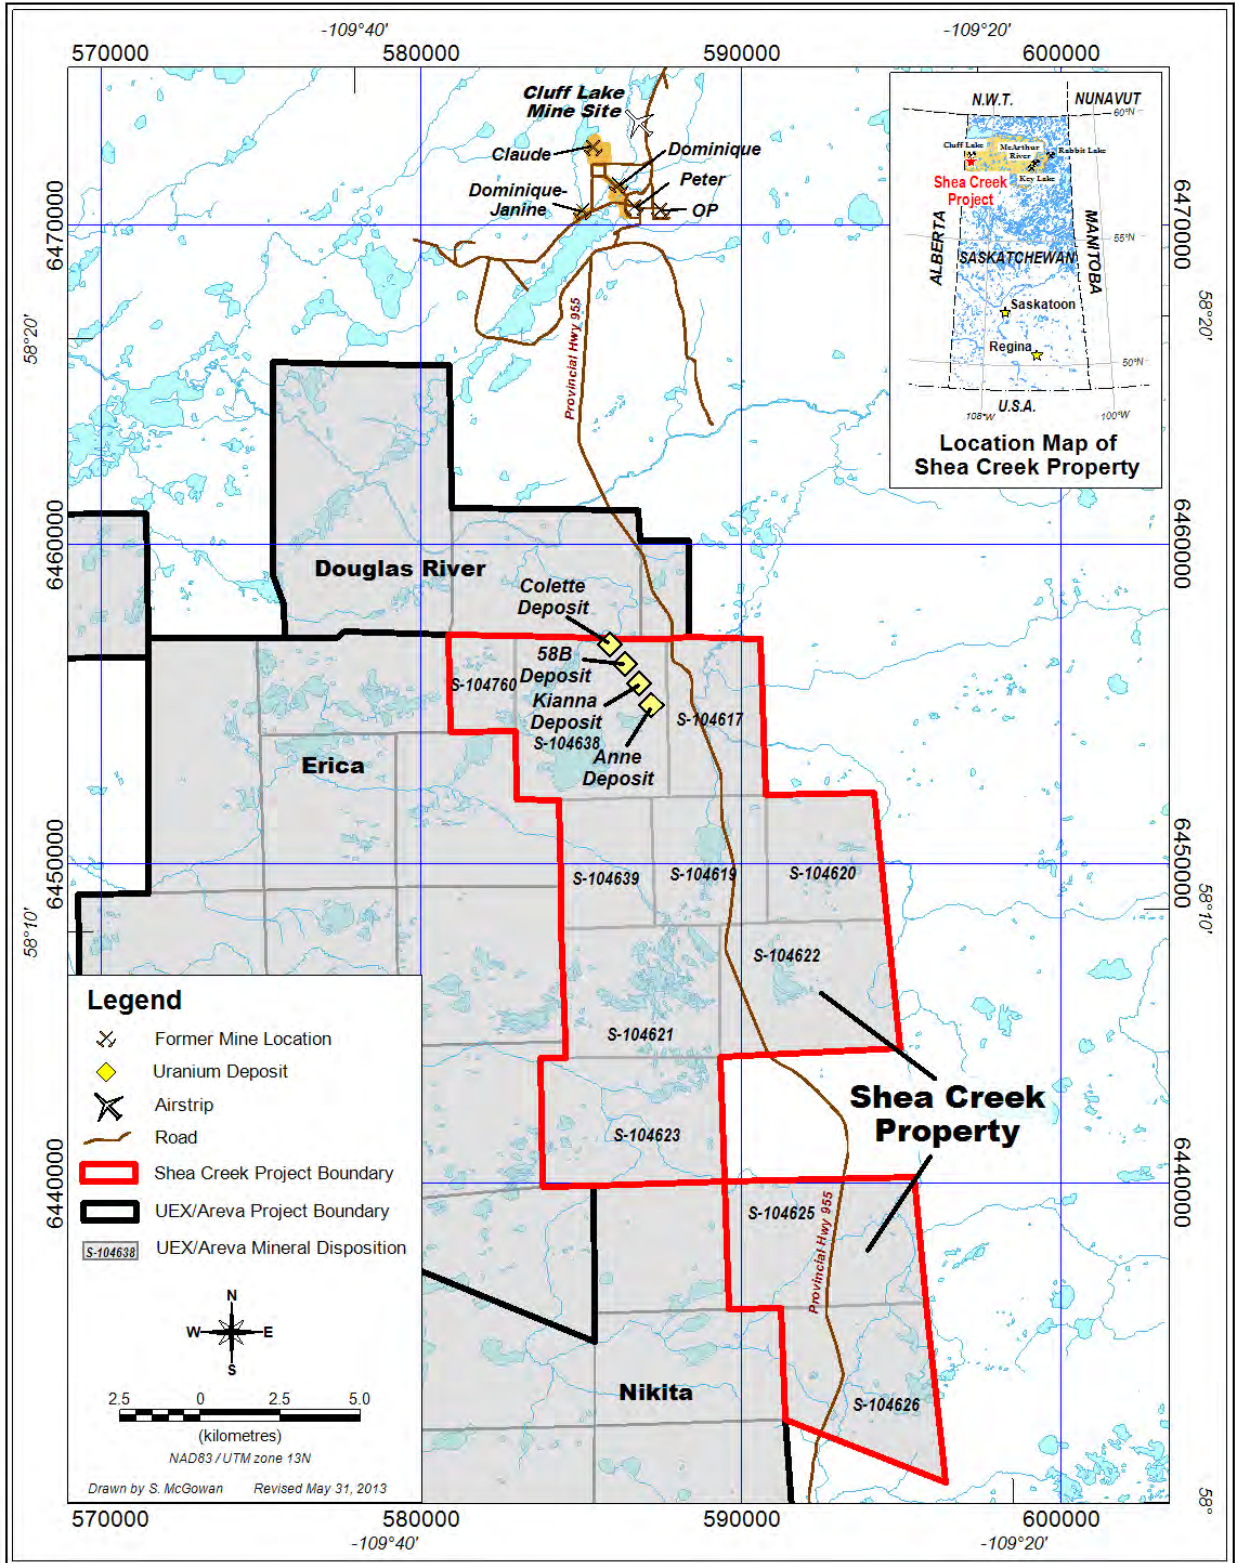 -109°40'
-109°20'
570000
580000
590000
600000
Cluff Lake
Mine Site
Claude
Dominique
Dominique-
Janine
Peter
OP
6470000
6470000
58°20'
58°20'
Provincial Hwy 955
N.W.T.
NUNAVUT
60°N
Cluff Lake
McArthur
River
Rabbit Lake
Key Lake
Shea Creek
Project
ALBERTA
MANITOBA
55°N
SASKATCHEWAN
Saskatoon
Regina
50°N
U.S.A.
108°W
100°W
Location Map of
Shea Creek Property
6460000
6460000
Douglas River
Colette
Deposit
58B
Deposit
S-104760
Kianna
Deposit
S-104617
S-104638
Anne
Deposit
Erica
6450000
6450000
S-104639
S-104619
S-104620
58°10'
58°10'
S-104622
S-104621
Shea Creek
Property
S-104623
6440000
6440000
S-104625
Provincial Hwy 955
Nikita
S-104626
58°
Legend
Former Mine Location
Uranium Deposit
Airstrip
Road
Shea Creek Project Boundary
UEX/Areva Project Boundary
S-104638
UEX/Areva Mineral Disposition
N
W
E
S
2.5 0 2.5 5.0
(kilometres)
NAD83 / UTM zone 13N
Drawn by S. McGowan Revised May 31, 2013
570000
580000
590000
600000
-109°40'
-109°20'